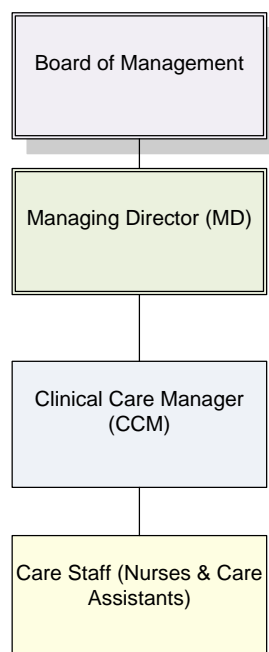 Board of Management
Managing Director (MD)
Clinical Care Manager
(CCM)
Care Staff (Nurses & Care
Assistants)